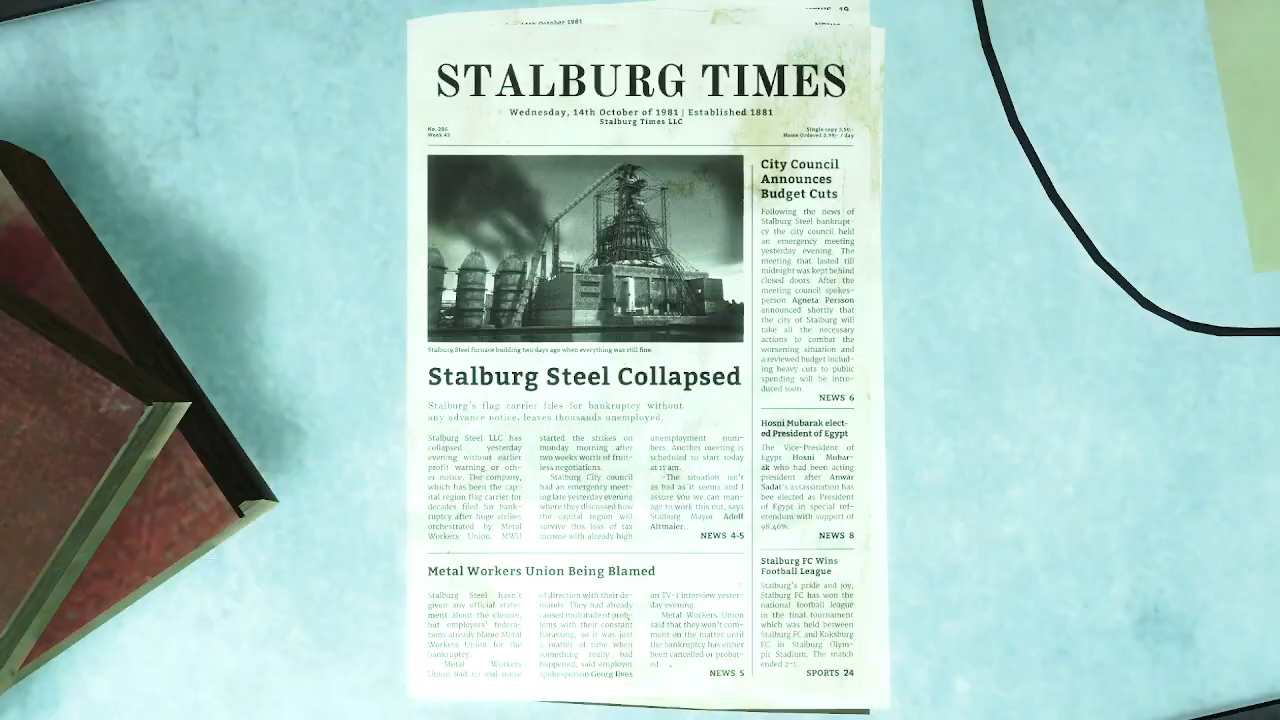 14th October 1981
19
STALBURG TIMES
Wednesday, 14th October of 1981 | Established 1881
Stalburg Times LLC
No. 286
Week 42
Single copy 3,50,-
Home Ordered 0.99,- / day
Stalburg Steel furnace building two days ago when everything was still fine.
Stalburg Steel Collapsed
Stalburg's flag carrier files for bankruptcy without
any advance notice, leaves thousands unemployed.
Stalburg Steel LLC has
collapsed yesterday
evening without earlier
profit warning or oth-
er notice. The company,
which has been the cap-
ital region flag carrier for
decades filed for bank-
ruptcy after huge strikes
orchestrated by Metal
Workers Union, MWU
started the strikes on
monday morning after
two weeks worth of fruit-
less negotiations.
Stalburg City council
had an emergency meet-
ing late yesterday evening
where they discussed how
the capital region will
survive this loss of tax
income with already high
unemployment num-
bers. Another meeting is
scheduled to start today
at 11 am.
-The situation isn't
as bad as it seems and I
assure you we can man-
age to work this out, says
Stalburg Mayor Adolf
Altmaier.
NEWS 4-5
Metal Workers Union Being Blamed
Stalburg Steel hasn't
given any official state-
ment about the closure,
but employers' federa-
tions already blame Metal
Workers Union for the
bankruptcy.
-Metal Workers
Union had no real sense
of direction with their de-
mands. They had already
caused multitude of prob-
lems with their constant
harassing, so it was just
a matter of time when
something really bad
happened, said employer
spokesperson Georg Ilves
on TV-1 interview yester-
day evening.
Metal Workers Union
said that they won't com-
ment on the matter until
the bankruptcy has either
been cancelled or probat-
ed.
NEWS 5
City Council
Announces
Budget Cuts
Following the news of
Stalburg Steel bankrupt-
cy the city council held
an emergency meeting
yesterday evening. The
meeting that lasted till
midnight was kept behind
closed doors. After the
meeting council spokes-
person Agneta Persson
announced shortly that
the city of Stalburg will
take all the necessary
actions to combat the
worsening situation and
a reviewed budget includ-
ing heavy cuts to public
spending will be intro-
duced soon.
NEWS 6
Hosni Mubarak elect-
ed President of Egypt
The Vice-President of
Egypt Hosni Mubar-
ak who had been acting
president after Anwar
Sadat's assassination has
bee elected as President
of Egypt in special ref-
erendum with support of
98.46%.
NEWS 8
Stalburg FC Wins
Football League
Stalburg's pride and joy,
Stalburg FC has won the
national football league
in the final tournament
which was held between
Stalburg FC and Koksburg
FC in Stalburg Olym-
pic Stadium. The match
ended 2-1.
SPORTS 24